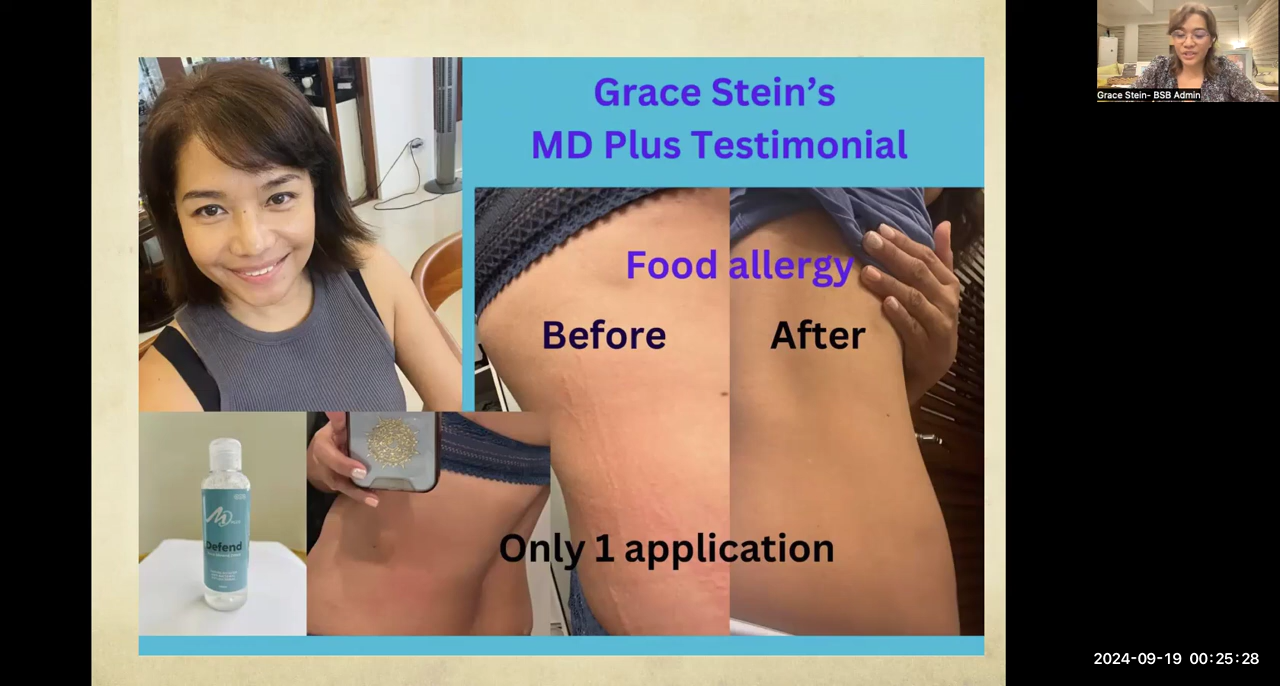 Grace Stein’s
MD Plus Testimonial
Food allergy
Before
After
Only 1 application
Defend
Grace Stein- BSB Admin
2024-09-19 00:25:28